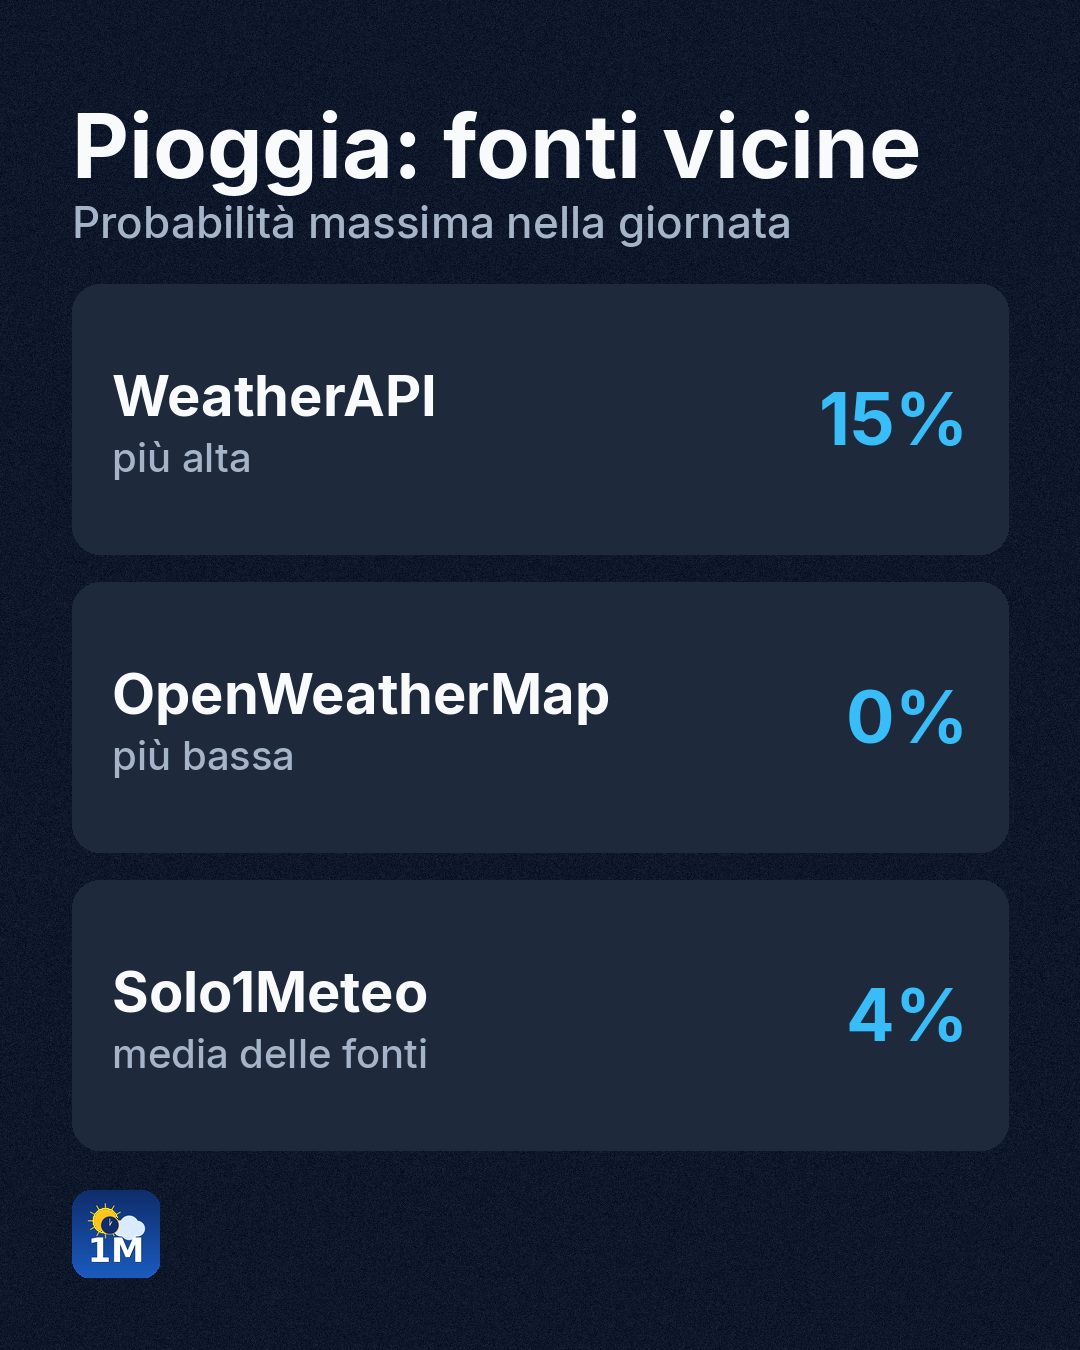 Pioggia: fonti vicine
Probabilità massima nella giornata
WeatherAPI
più alta
15%
OpenWeatherMap
più bassa
0%
Solo1Meteo
media delle fonti
4%
1M